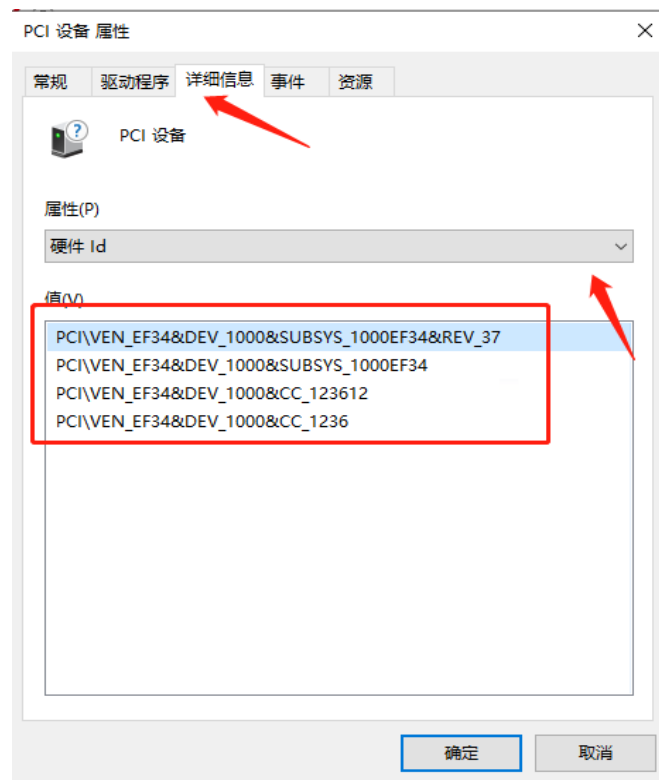 PCI 设备 属性
常规 驱动程序 详细信息 事件 资源
PCI 设备
属性(P)
硬件 Id
值(V)
PCI\VEN_EF34&DEV_1000&SUBSYS_1000EF34&REV_37
PCI\VEN_EF34&DEV_1000&SUBSYS_1000EF34
PCI\VEN_EF34&DEV_1000&CC_123612
PCI\VEN_EF34&DEV_1000&CC_1236
确定 取消